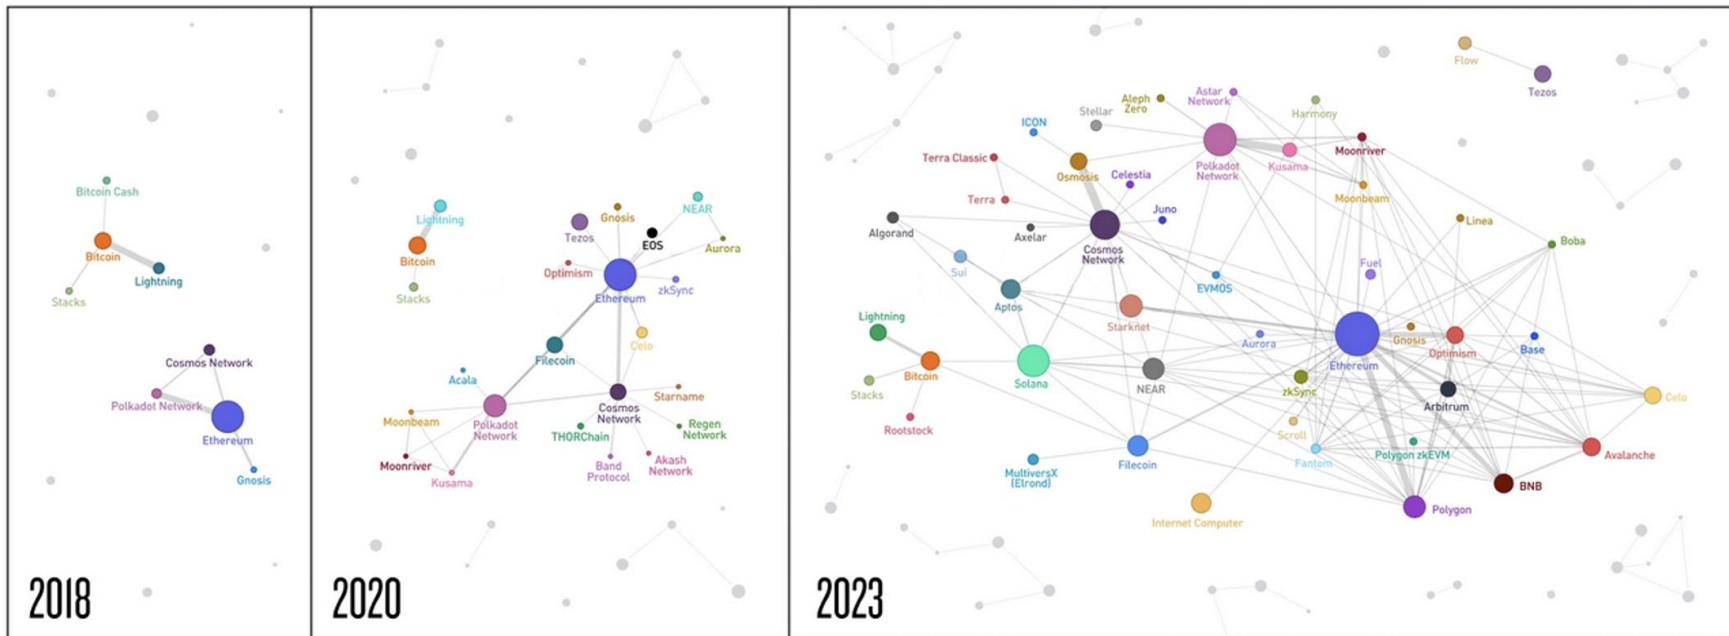 Bitcoin Cash
Bitcoin
Lightning
Stacks
Cosmos Network
Polkadot Network
Ethereum
Gnosis
2018
Lightning
Bitcoin
Stacks
NEAR
Gnosis
Tezos
EOS
Aurora
Optimism
zkSync
Ethereum
Celo
Filecoin
Acala
Starname
Moonbeam
Polkadot
Network
Cosmos
Network
THORChain
Regen
Network
Moonriver
Kusama
Band
Protocol
Akash
Network
2020
Flow
Tezos
Astar
Network
Aleph
Zero
Stellar
Harmony
ICON
Moonriver
Terra Classic
Osmosis
Polkadot
Network
Kusama
Celestia
Terra
Moonbeam
Juno
Algorand
Axelar
Linea
Cosmos
Network
Boba
Sui
Fuel
EVMOS
Aptos
Lightning
Starknet
Aurora
Gnosis
Optimism
Base
Ethereum
Bitcoin
Solana
NEAR
zkSync
Stacks
Arbitrum
Celo
Rootstock
Scroll
Filecoin
Fantom
Polygon zkEVM
Avalanche
MultiversX
(Elrond)
BNB
Polygon
Internet Computer
2023